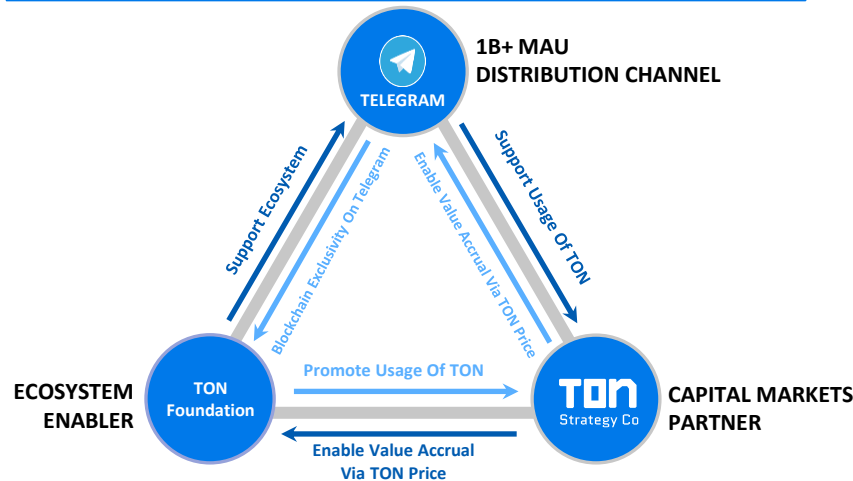 1B+ MAU
DISTRIBUTION CHANNEL
TELEGRAM
Support Ecosystem
Blockchain Exclusivity On Telegram
Enable Value Accrual Via TON Price
Support Usage Of TON
ECOSYSTEM
ENABLER
TON
Foundation
Promote Usage Of TON
Enable Value Accrual
Via TON Price
TON
Strategy Co
CAPITAL MARKETS
PARTNER